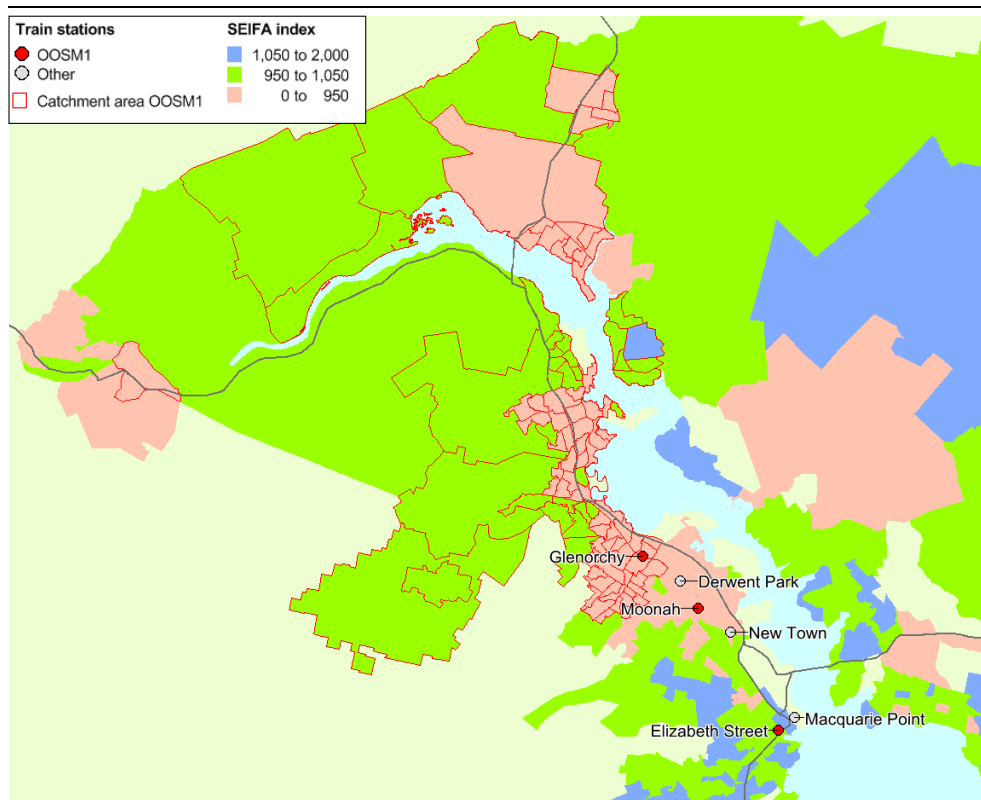 Train stations
OOSM1
Other
Catchment area OOSM1
SEIFA index
1,050 to 2,000
950 to 1,050
0 to 950
Glenorchy
Derwent Park
Moonah
New Town
Macquarie Point
Elizabeth Street